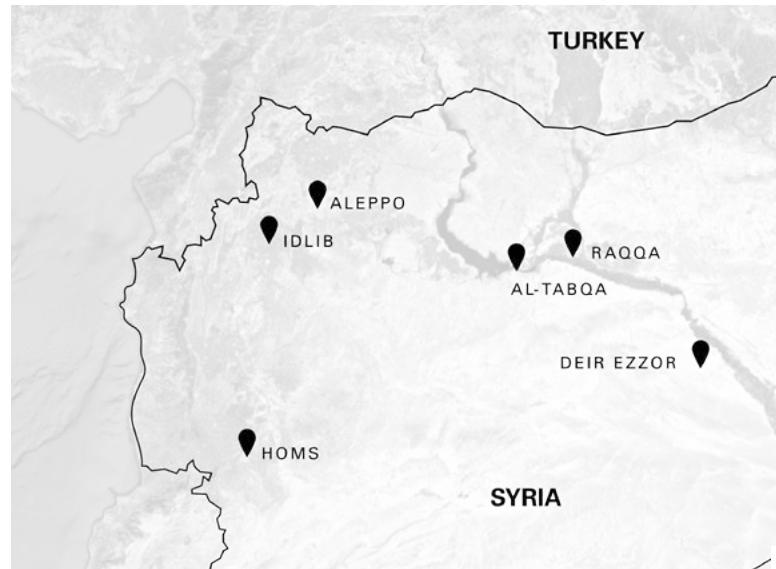 TURKEY
ALEPPO
IDLIB
RAQQA
AL-TABQA
DEIR EZZOR
HOMS
SYRIA